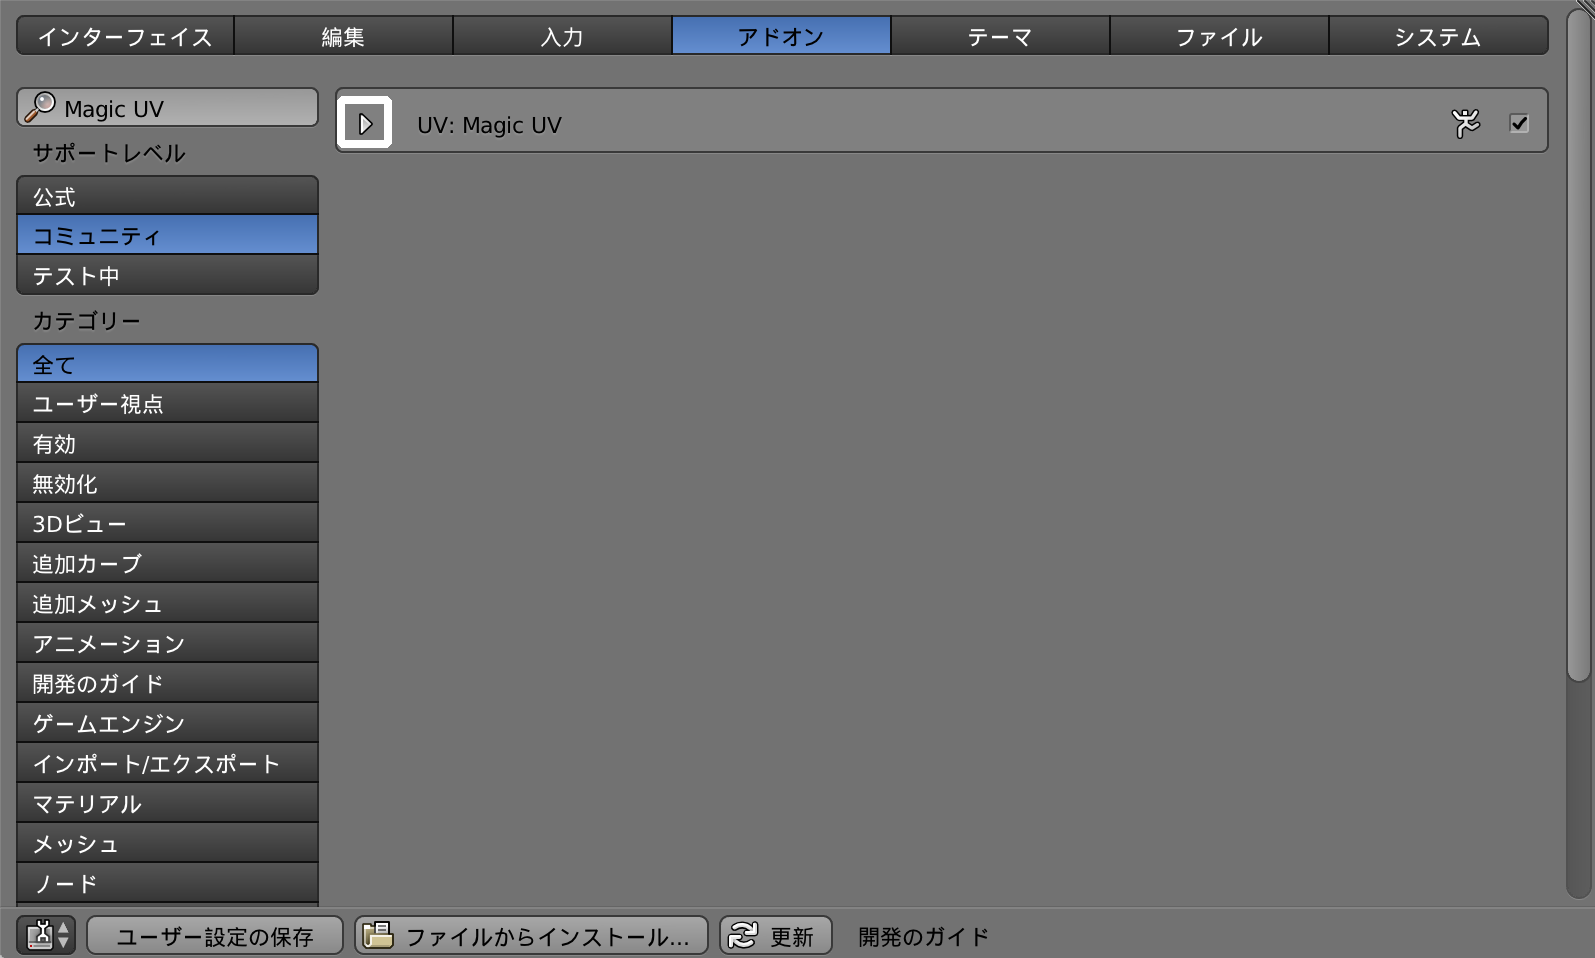 インターフェイス 編集 入力 アドオン テーマ ファイル システム
Magic UV
UV: Magic UV
サポートレベル
公式
コミュニティ
テスト中
カテゴリー
全て
ユーザー視点
有効
無効化
3Dビュー
追加カーブ
追加メッシュ
アニメーション
開発のガイド
ゲームエンジン
インポート/エクスポート
マテリアル
メッシュ
ノード
ユーザー設定の保存 ファイルからインストール... 更新 開発のガイド